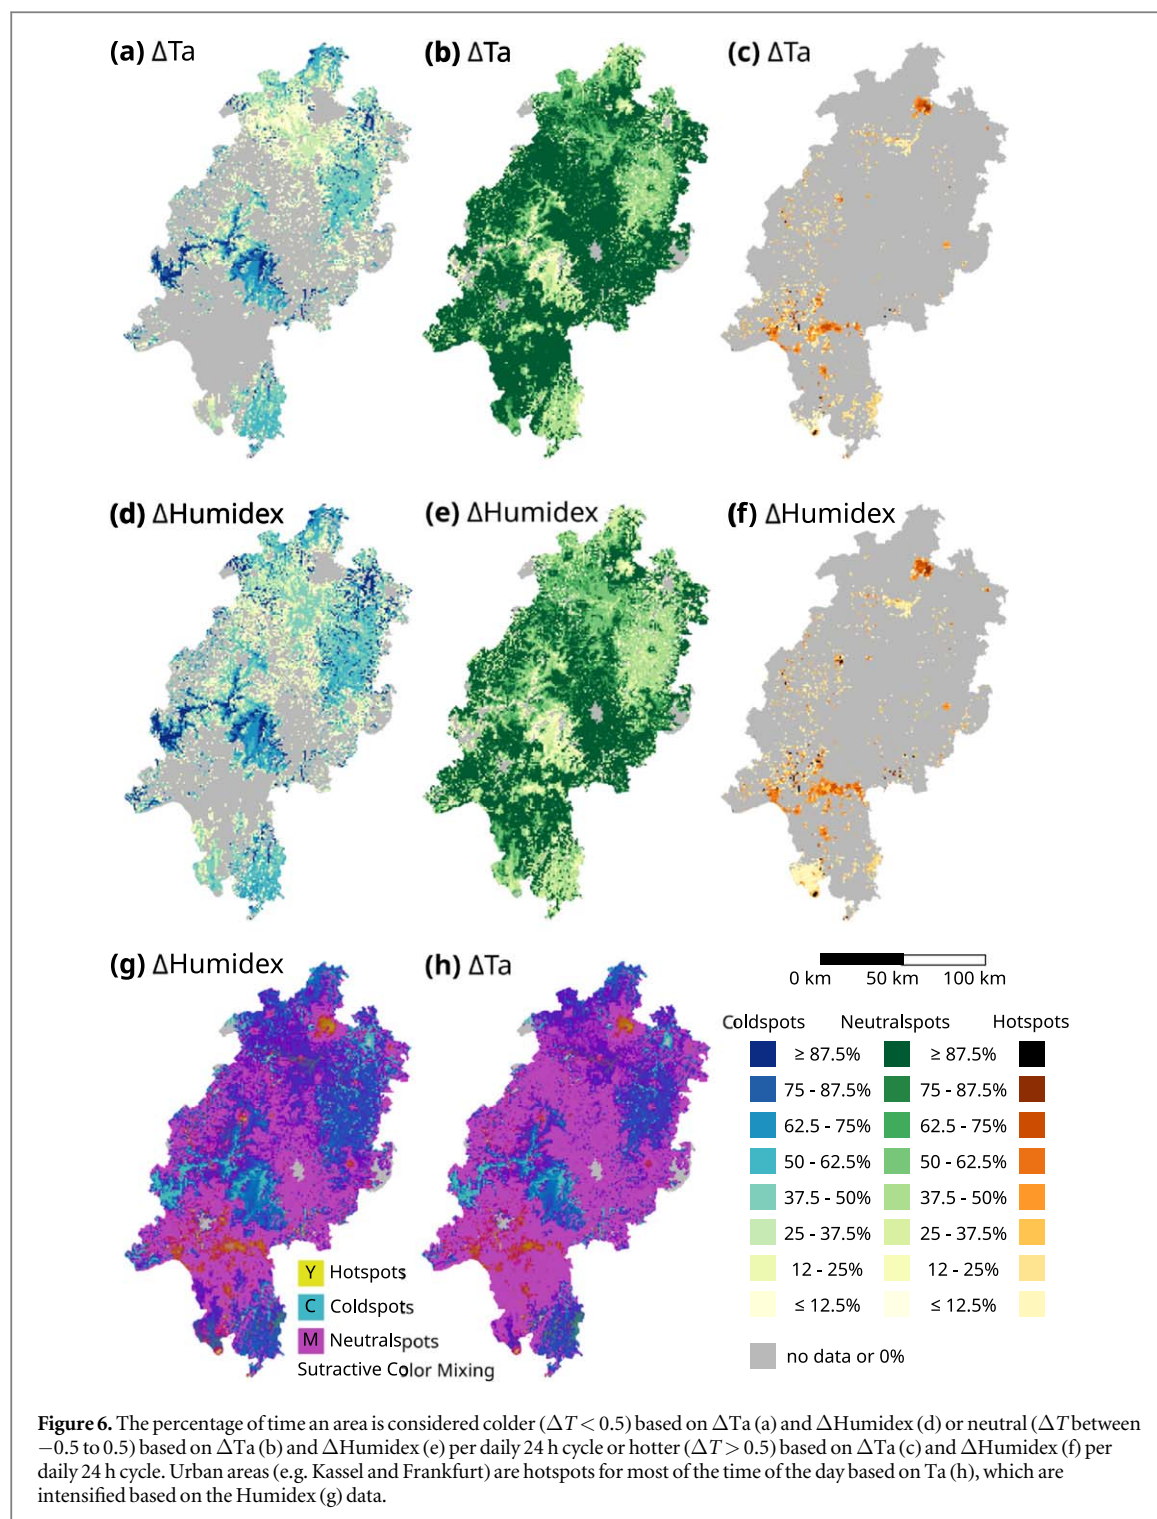 (a) ΔTa
(b) ΔTa
(c) ΔTa
(d) ΔHumidex
(e) ΔHumidex
(f) ΔHumidex
(g) ΔHumidex
(h) ΔTa
0 km 50 km 100 km
Coldspots Neutralspots Hotspots
≥ 87.5% ≥ 87.5%
75 - 87.5% 75 - 87.5%
62.5 - 75% 62.5 - 75%
50 - 62.5% 50 - 62.5%
37.5 - 50% 37.5 - 50%
25 - 37.5% 25 - 37.5%
12 - 25% 12 - 25%
≤ 12.5% ≤ 12.5%
no data or 0%
Y Hotspots
C Coldspots
M Neutralspots
Sutractive Color Mixing
Figure 6. The percentage of time an area is considered colder (ΔT < 0.5) based on ΔTa (a) and ΔHumidex (d) or neutral (ΔT between
−0.5 to 0.5) based on ΔTa (b) and ΔHumidex (e) per daily 24 h cycle or hotter (ΔT > 0.5) based on ΔTa (c) and ΔHumidex (f) per
daily 24 h cycle. Urban areas (e.g. Kassel and Frankfurt) are hotspots for most of the time of the day based on Ta (h), which are
intensified based on the Humidex (g) data.